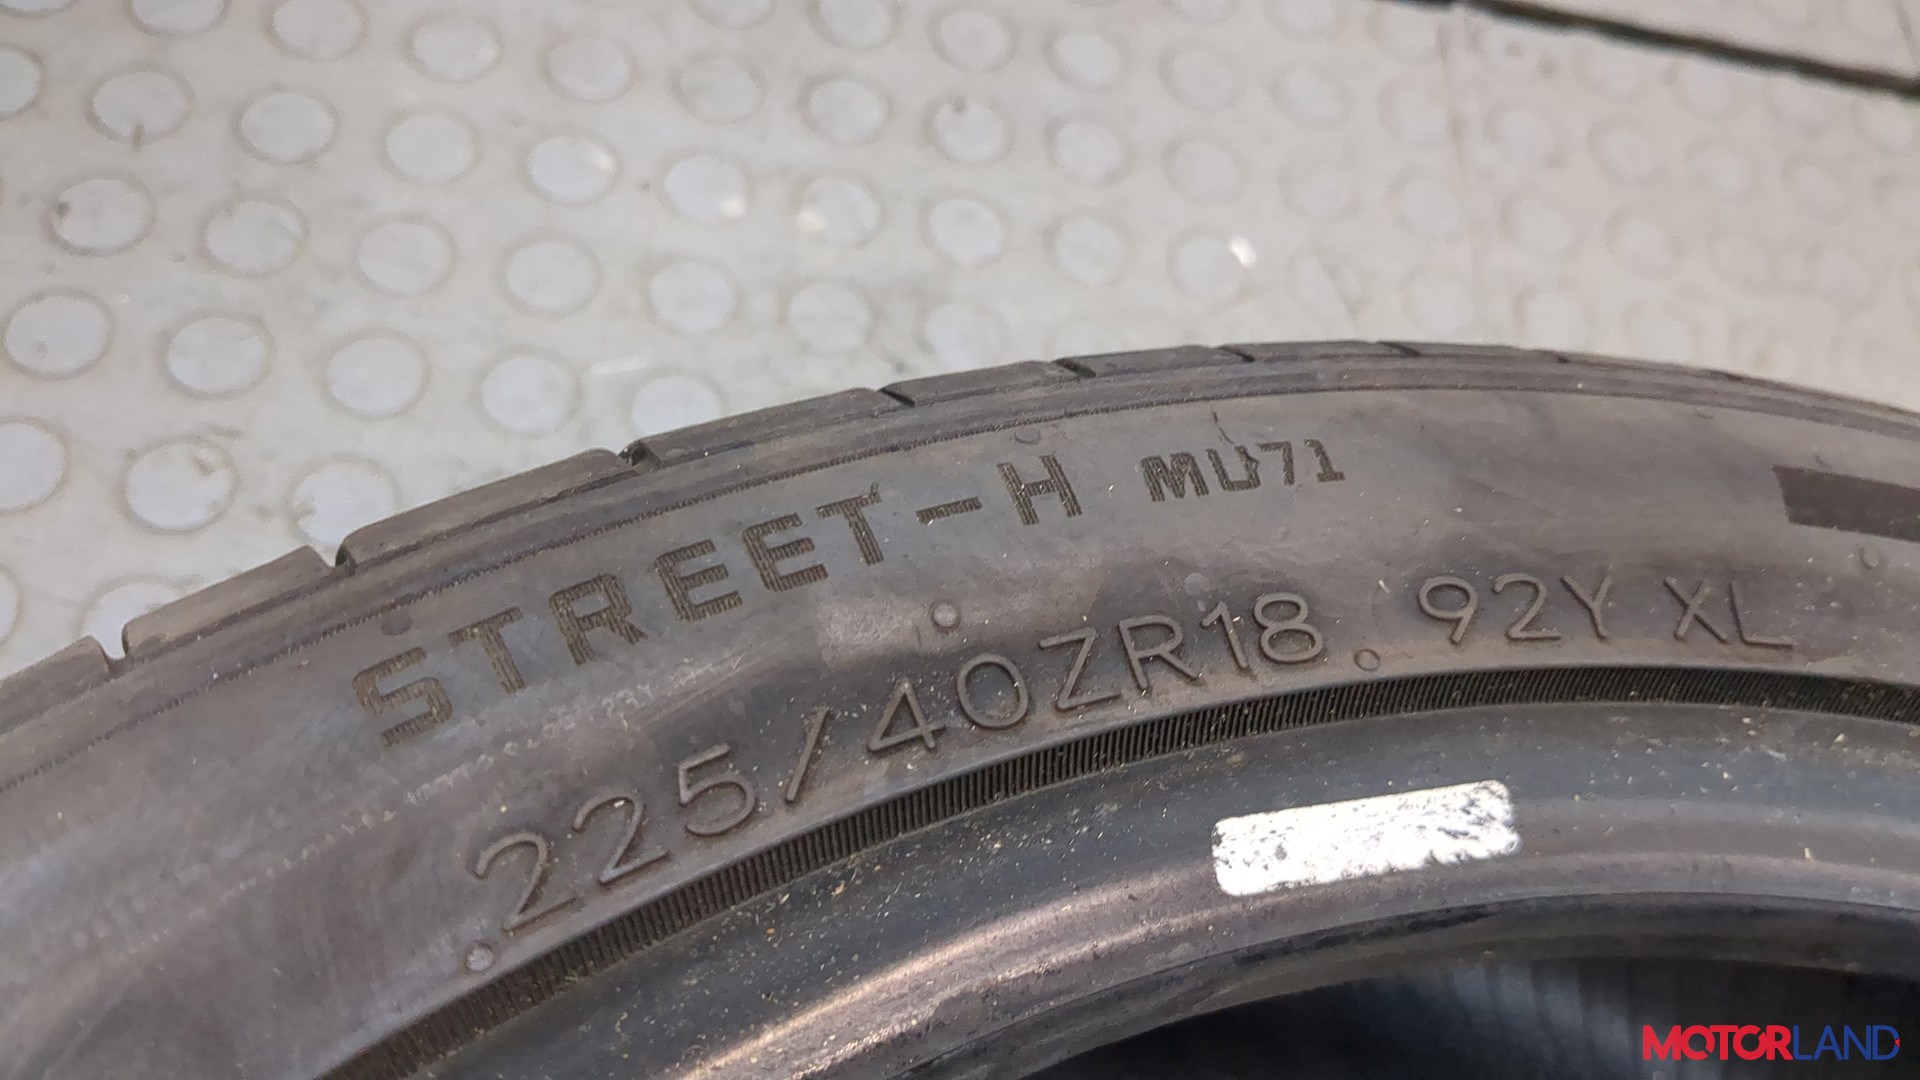 STREET-H MU71
225/40ZR18 92Y XL
MOTORLAND